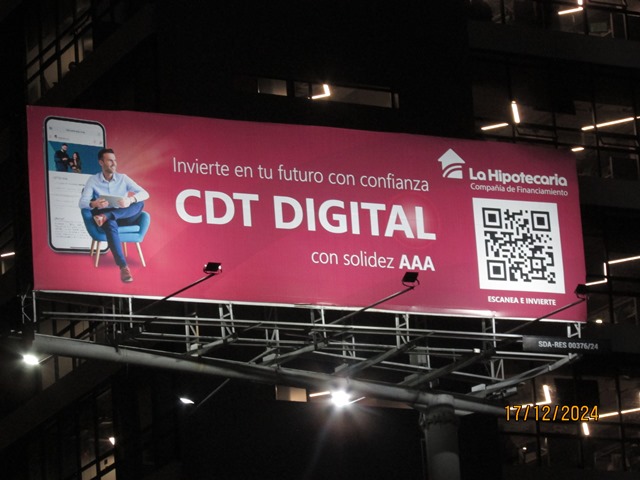 Invierte en tu futuro con confianza
CDT DIGITAL
con solidez AAA
La Hipotecaria
Compañía de Financiamiento
ESCANEA E INVIERTE
SDA-RES 00376/24
17/12/2024